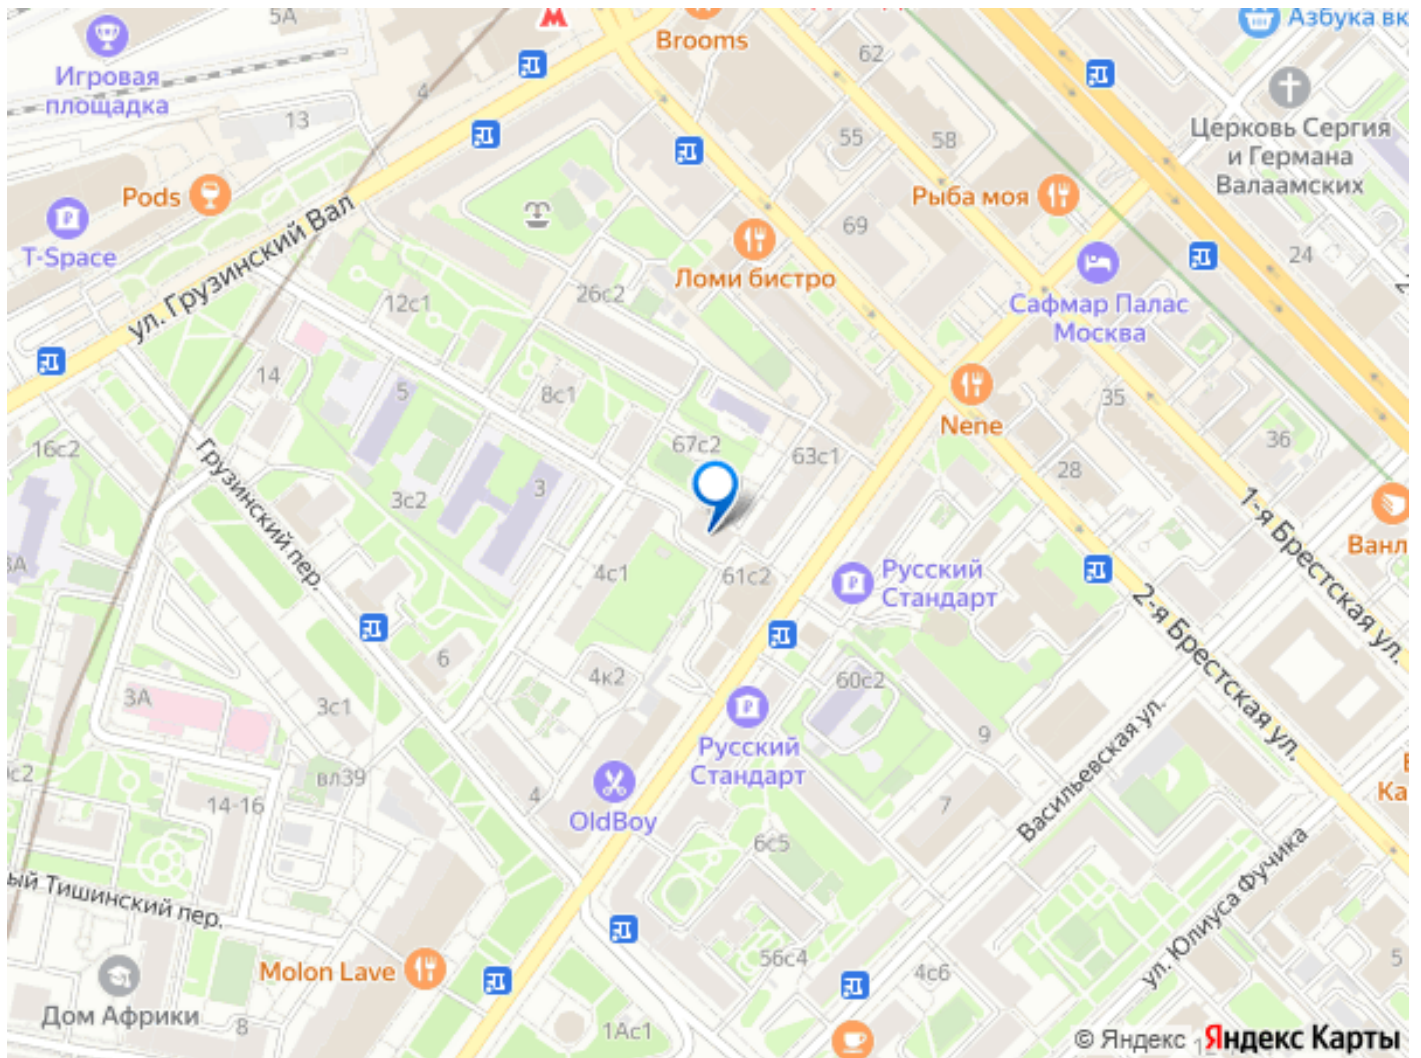 5А
Азбука вк
Brooms
62
Игровая
площадка
4
13
55
58
Церковь Сергия
и Германа
Валаамских
Pods
Рыба моя
T-Space
ул. Грузинский Вал
69
24
Ломи бистро
12с1
26с2
Сафмар Палас
Москва
14
5
8с1
35
Nene
16с2
67с2
63с1
36
28
Грузинский пер.
3с2
3
1-я Брестская ул.
Ванл
3А
4с1
61с2
Русский
Стандарт
2-я Брестская ул.
6
4к2
60с2
3А
3с1
9
Русский
Стандарт
Васильевская ул.
вл39
14-16
4
7
OldBoy
6с5
Ка
ый Тишинский пер.
ул. Юлиуса Фучика
Molon Lave
56с4
4с6
5
Дом Африки
8
1Ас1
© Яндекс
Яндекс Карты